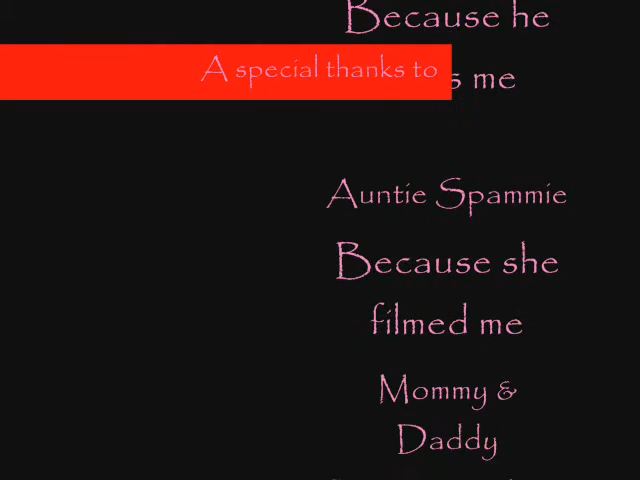 Because he
A special thanks to
me
Auntie Spammie
Because she
filmed me
Mommy &
Daddy